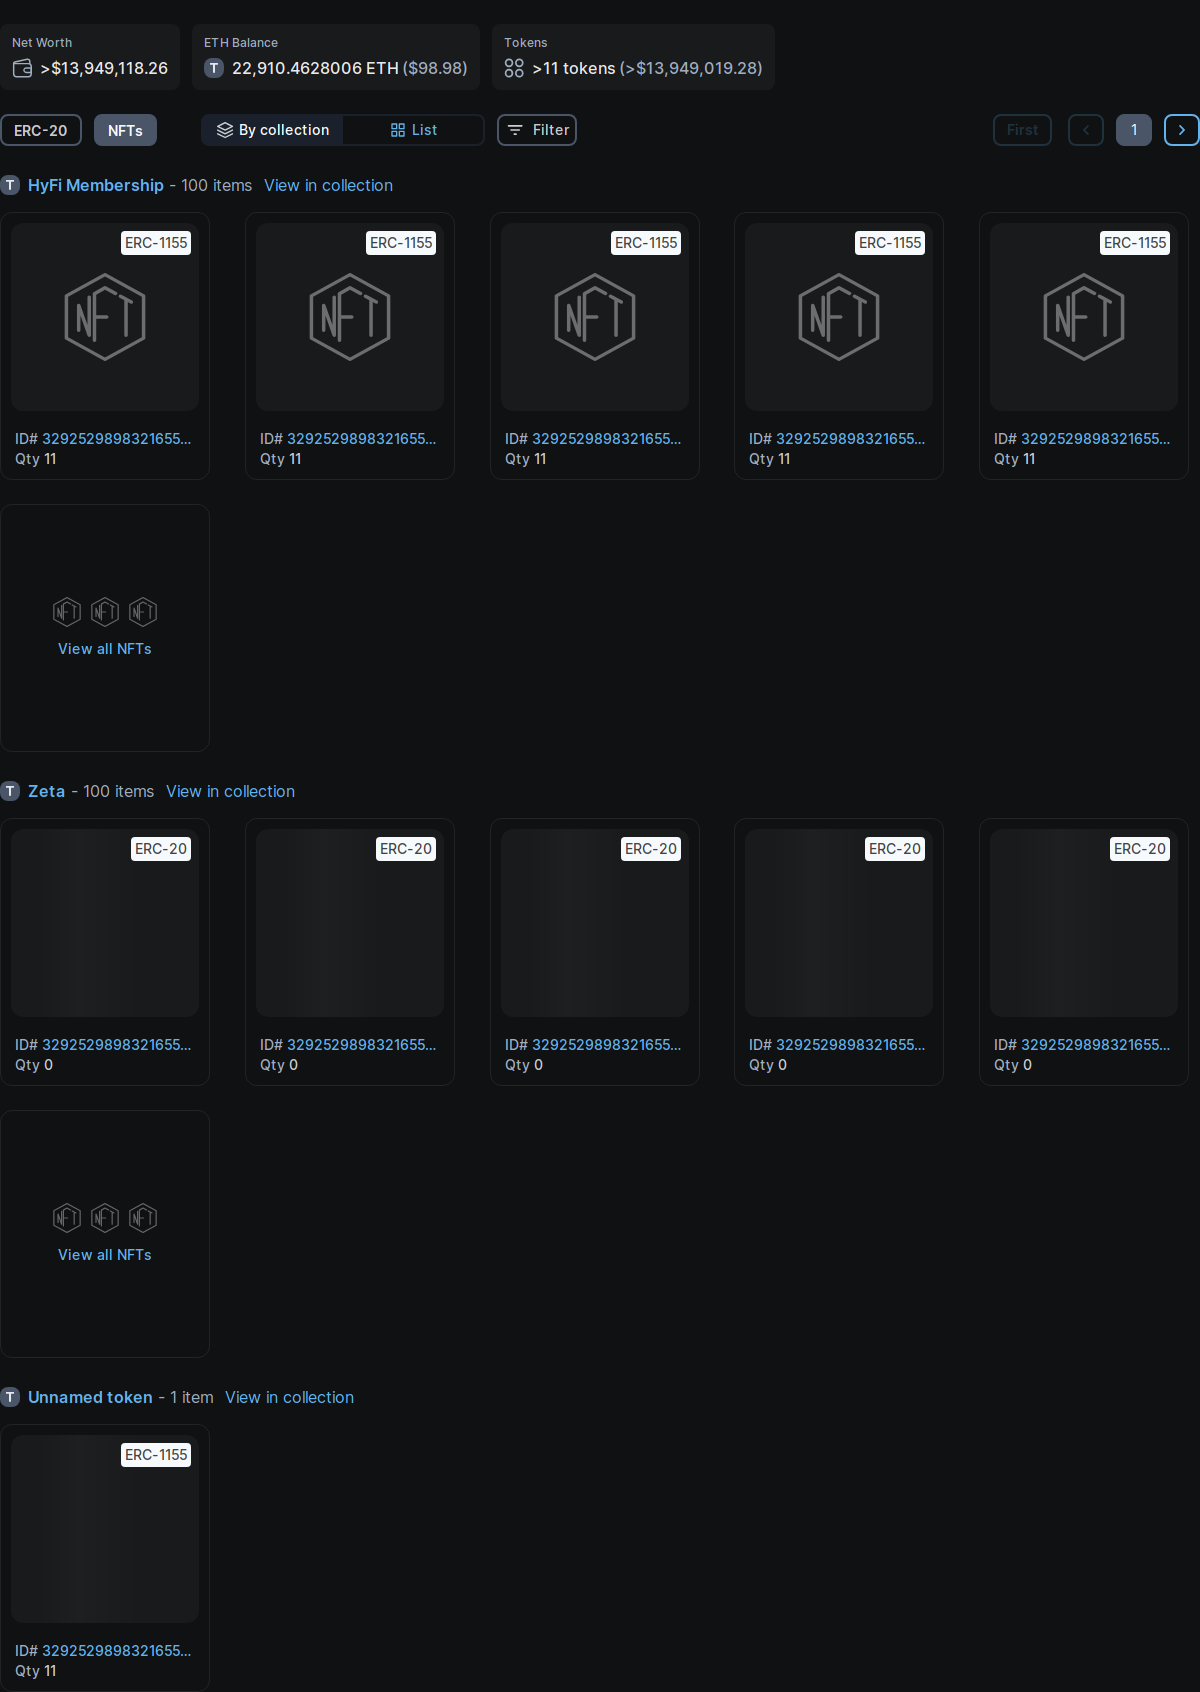 Net Worth
>$13,949,118.26
ETH Balance
T 22,910.4628006 ETH ($98.98)
Tokens
>11 tokens (>$13,949,019.28)
ERC-20 NFTs By collection List Filter First 1
T HyFi Membership - 100 items View in collection
ERC-1155 ERC-1155 ERC-1155 ERC-1155 ERC-1155
NFT NFT NFT NFT NFT
ID# 3292529898321655... ID# 3292529898321655... ID# 3292529898321655... ID# 3292529898321655... ID# 3292529898321655...
Qty 11 Qty 11 Qty 11 Qty 11 Qty 11
NFT NFT NFT
View all NFTs
T Zeta - 100 items View in collection
ERC-20 ERC-20 ERC-20 ERC-20 ERC-20
ID# 3292529898321655... ID# 3292529898321655... ID# 3292529898321655... ID# 3292529898321655... ID# 3292529898321655...
Qty 0 Qty 0 Qty 0 Qty 0 Qty 0
NFT NFT NFT
View all NFTs
T Unnamed token - 1 item View in collection
ERC-1155
ID# 3292529898321655...
Qty 11